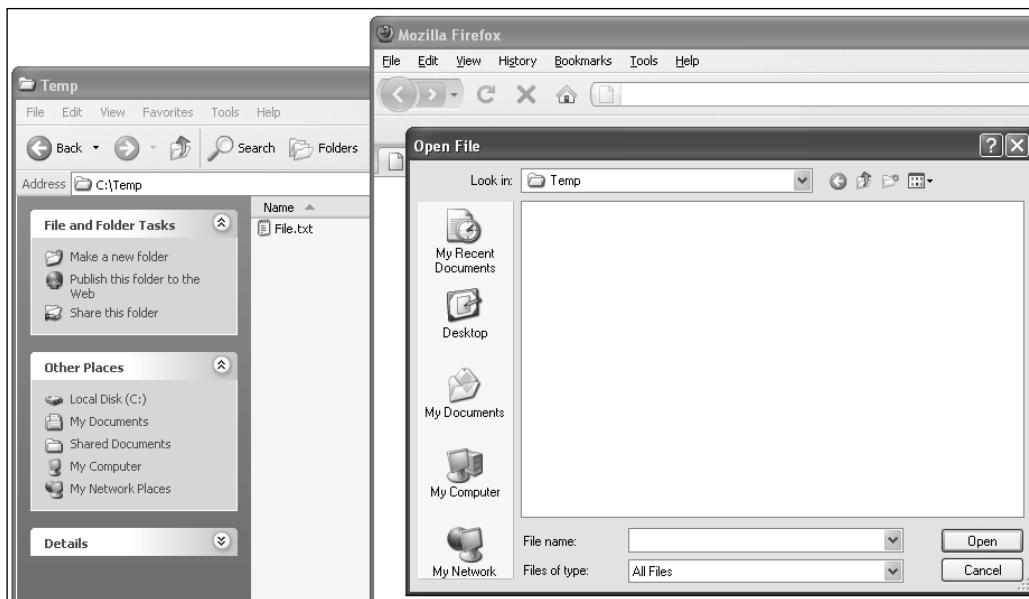 Temp
File Edit View Favorites Tools Help
Back Search Folders
Address C:\Temp
File and Folder Tasks
Make a new folder
Publish this folder to the
Web
Share this folder
Other Places
Local Disk (C:)
My Documents
Shared Documents
My Computer
My Network Places
Details
Name
File.txt
Mozilla Firefox
File Edit View History Bookmarks Tools Help
Open File
Look in: Temp
My Recent
Documents
Desktop
My Documents
My Computer
My Network
File name: Open
Files of type: All Files Cancel